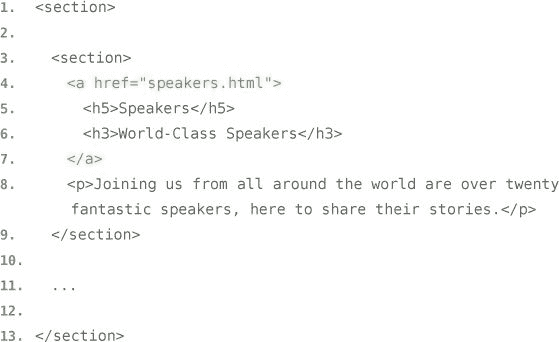 1. <section>
2.
3. <section>
4. <a href="speakers.html">
5. <h5>Speakers</h5>
6. <h3>World-Class Speakers</h3>
7. </a>
8. <p>Joining us from all around the world are over twenty
fantastic speakers, here to share their stories.</p>
9. </section>
10.
11. ...
12.
13. </section>